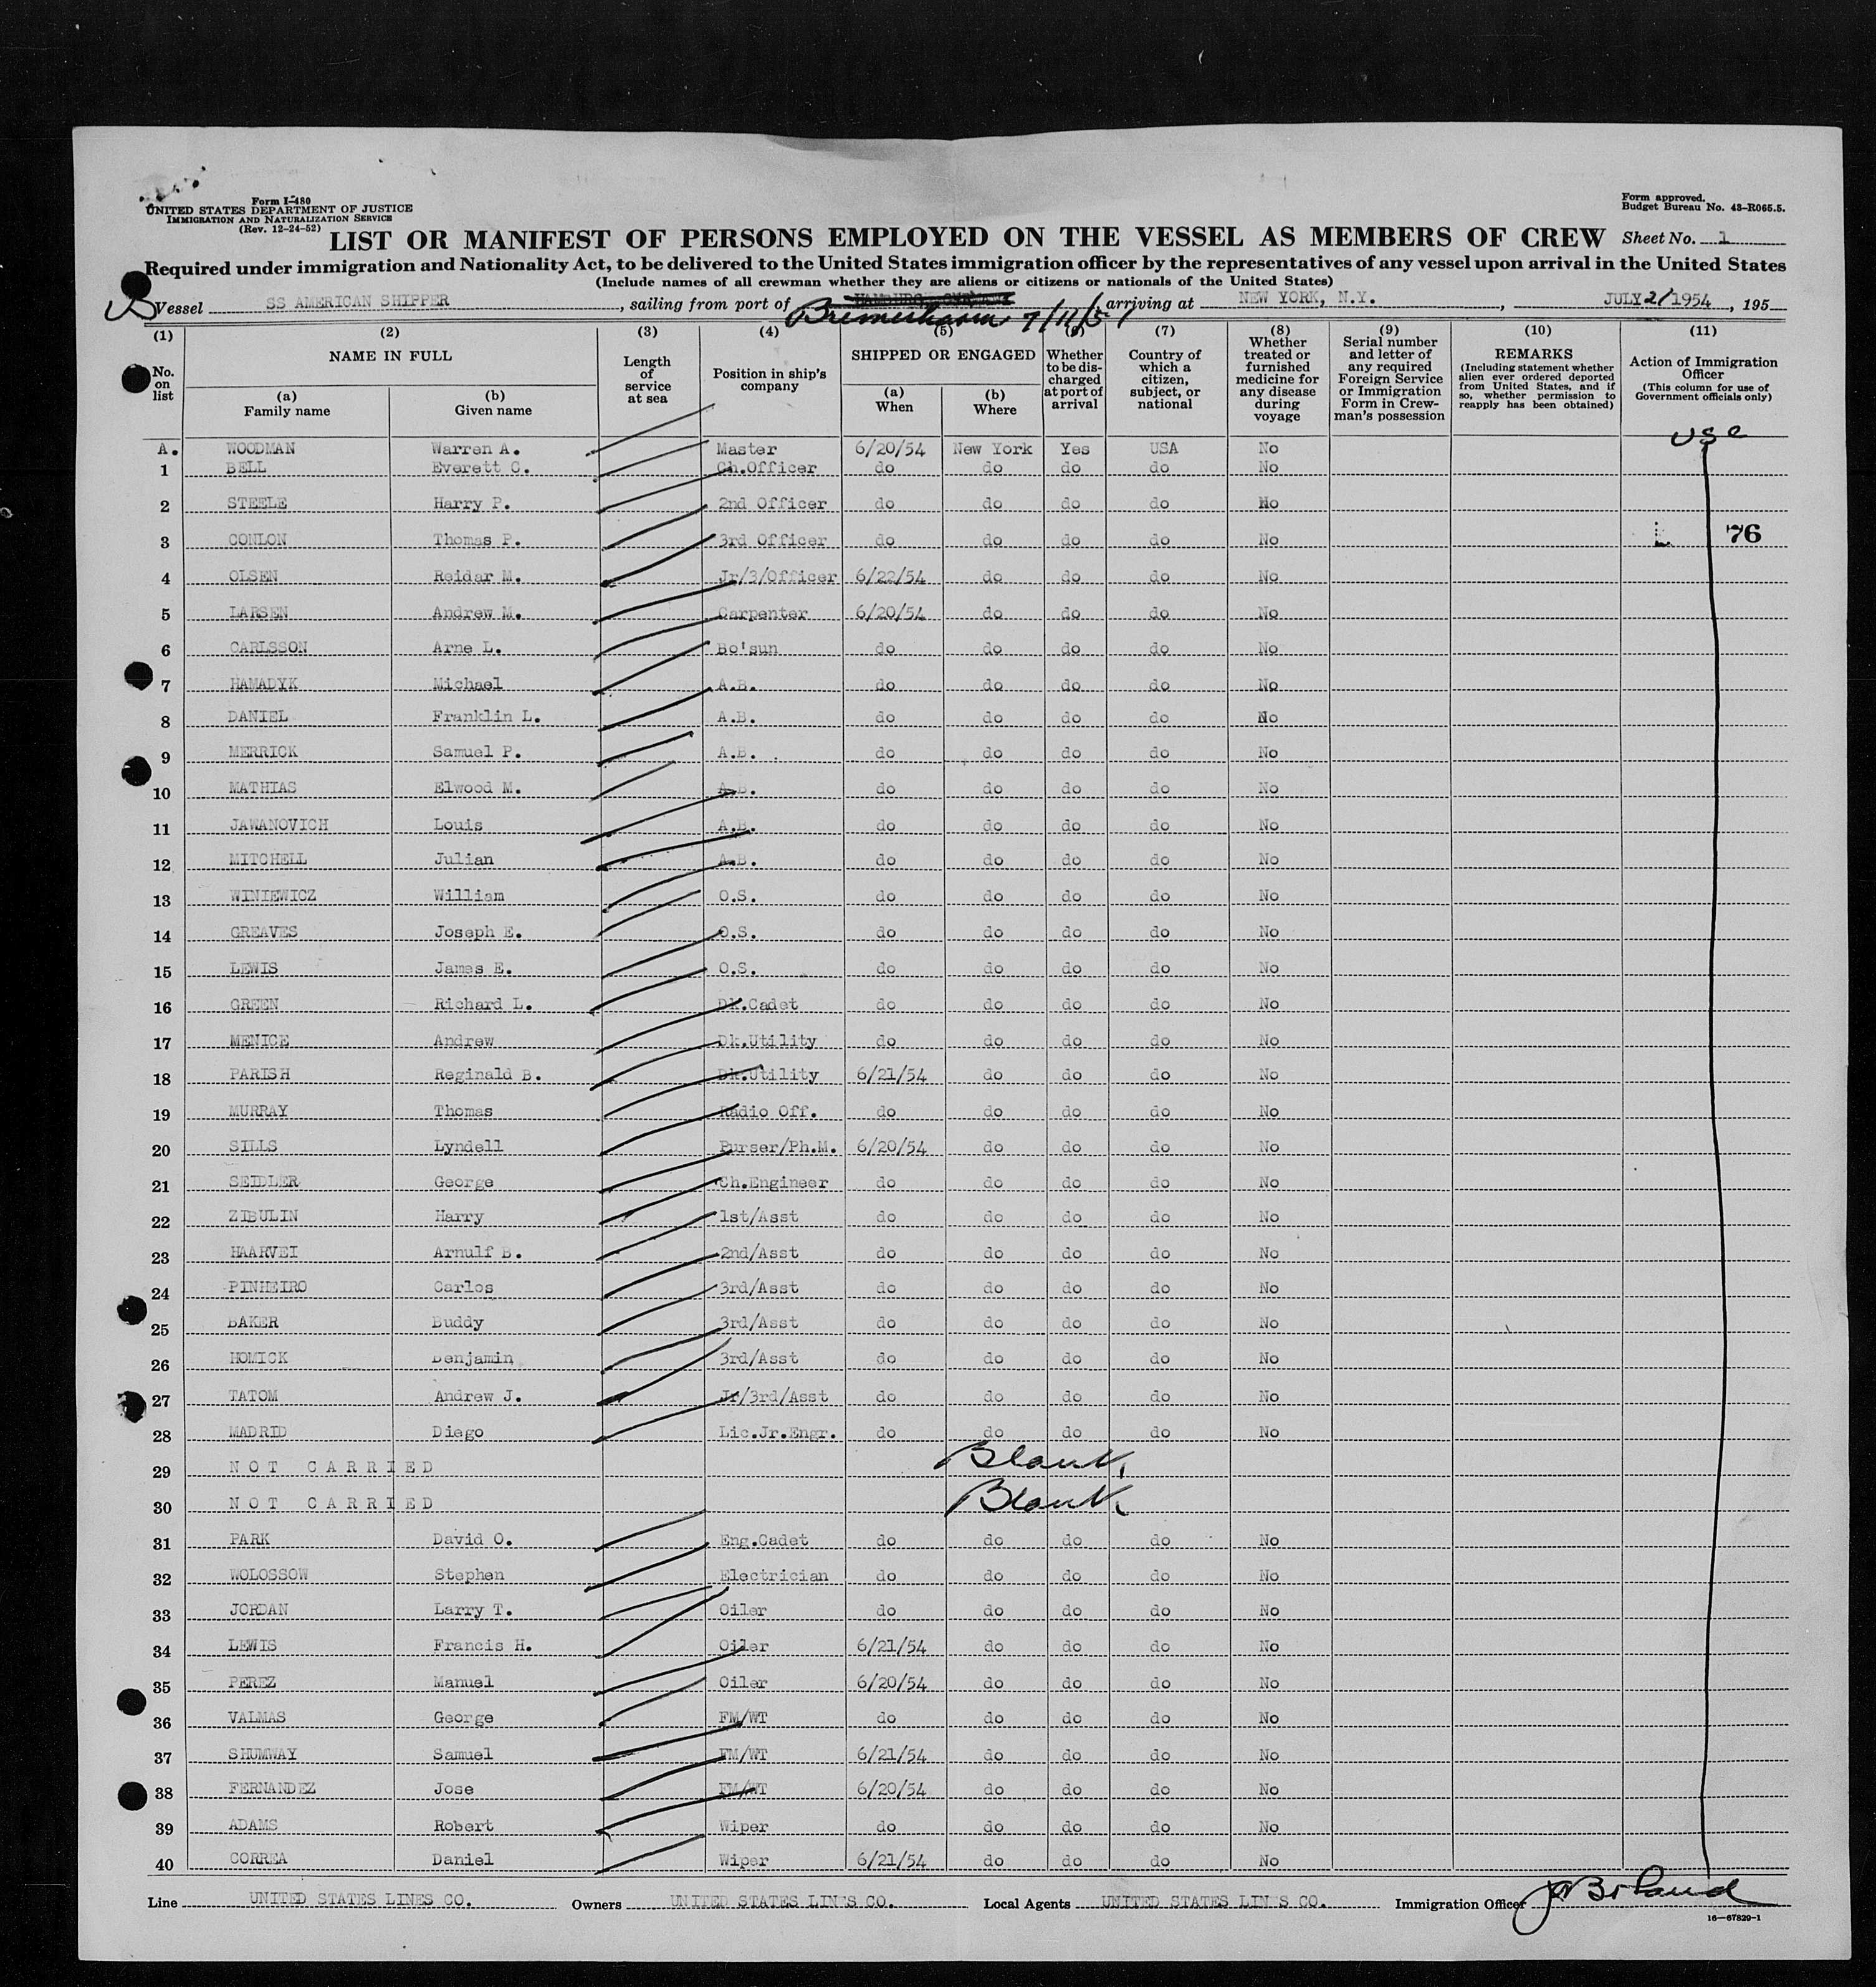 Form I-480
UNITED STATES DEPARTMENT OF JUSTICE
IMMIGRATION AND NATURALIZATION SERVICE
(Rev. 12-24-52)
Form approved.
Budget Bureau No. 43-R065.5.
LIST OR MANIFEST OF PERSONS EMPLOYED ON THE VESSEL AS MEMBERS OF CREW Sheet No. 1
Required under immigration and Nationality Act, to be delivered to the United States immigration officer by the representatives of any vessel upon arrival in the United States
(Include names of all crewman whether they are aliens or citizens or nationals of the United States)
Vessel SS AMERICAN SHIPPER, sailing from port of Bremerhaven 7/11/54 arriving at NEW YORK, N.Y., JULY 21 1954, 195
(1) (2) (3) (4) (5) (6) (7) (8) (9) (10) (11)
No. on list NAME IN FULL (a) Family name (b) Given name Length of service at sea Position in ship's company SHIPPED OR ENGAGED (a) When (b) Where Whether to be discharged at port of arrival Country of which a citizen, subject, or national Whether treated or furnished medicine for any disease during voyage Serial number and letter of any required Foreign Service or Immigration Form in Crewman's possession REMARKS (Including statement whether alien ever ordered deported from United States, and if so, whether permission to reapply has been obtained) Action of Immigration Officer (This column for use of Government officials only)
usc
A. WOODMAN Warren A. Master 6/20/54 New York Yes USA No
1 BELL Everett C. Ch.Officer do do do do No
2 STEELE Harry P. 2nd Officer do do do do No
3 CONLON Thomas P. 3rd Officer do do do do No 76
4 OLSEN Reidar M. Jr/3/Officer 6/22/54 do do do No
5 LARSEN Andrew M. Carpenter 6/20/54 do do do No
6 CARLSSON Arne L. Bo'sun do do do do No
7 HAMADYK Michael A.B. do do do do No
8 DANIEL Franklin L. A.B. do do do do No
9 MERRICK Samuel P. A.B. do do do do No
10 MATHIAS Elwood M. A.B. do do do do No
11 JAWANOVICH Louis A.B. do do do do No
12 MITCHELL Julian A.B. do do do do No
13 WINIEWICZ William O.S. do do do do No
14 GREAVES Joseph E. O.S. do do do do No
15 LEWIS James E. O.S. do do do do No
16 GREEN Richard L. Dk.Cadet do do do do No
17 MENICE Andrew Dk.Utility do do do do No
18 PARISH Reginald B. Dk.Utility 6/21/54 do do do No
19 MURRAY Thomas Radio Off. do do do do No
20 SILLS Lyndell Purser/Ph.M. 6/20/54 do do do No
21 SEIDLER George Ch.Engineer do do do do No
22 ZIBULIN Harry 1st/Asst do do do do No
23 HAARVEI Arnulf B. 2nd/Asst do do do do No
24 PINHEIRO Carlos 3rd/Asst do do do do No
25 BAKER Buddy 3rd/Asst do do do do No
26 HOMICK Benjamin 3rd/Asst do do do do No
27 TATOM Andrew J. Jr/3rd/Asst do do do do No
28 MADRID Diego Lic.Jr.Engr. do do do do No
29 NOT CARRIED Blank
30 NOT CARRIED Blank
31 PARK David O. Eng.Cadet do do do do No
32 WOLOSSOW Stephen Electrician do do do do No
33 JORDAN Larry T. Oiler do do do do No
34 LEWIS Francis H. Oiler 6/21/54 do do do No
35 PEREZ Manuel Oiler 6/20/54 do do do No
36 VALMAS George FM/WT do do do do No
37 SHUMWAY Samuel FM/WT 6/21/54 do do do No
38 FERNANDEZ Jose FM/WT 6/20/54 do do do No
39 ADAMS Robert Wiper do do do do No
40 CORREA Daniel Wiper 6/21/54 do do do No
Line UNITED STATES LINES CO. Owners UNITED STATES LINES CO. Local Agents UNITED STATES LINES CO. Immigration Officer
16-67829-1